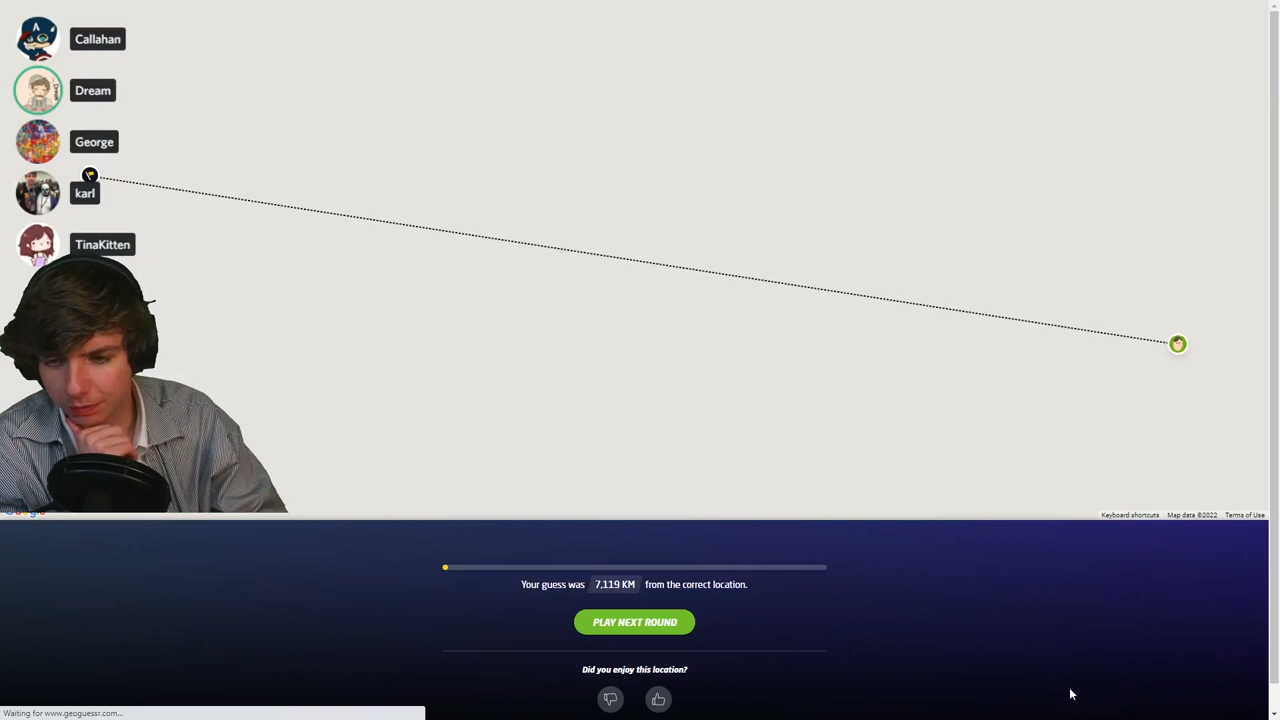 Callahan
Dream
George
karl
TinaKitten
Google
Keyboard shortcuts
Map data ©2022
Terms of Use
Your guess was 7,119 KM from the correct location.
PLAY NEXT ROUND
Did you enjoy this location?
Waiting for www.geoguessr.com...